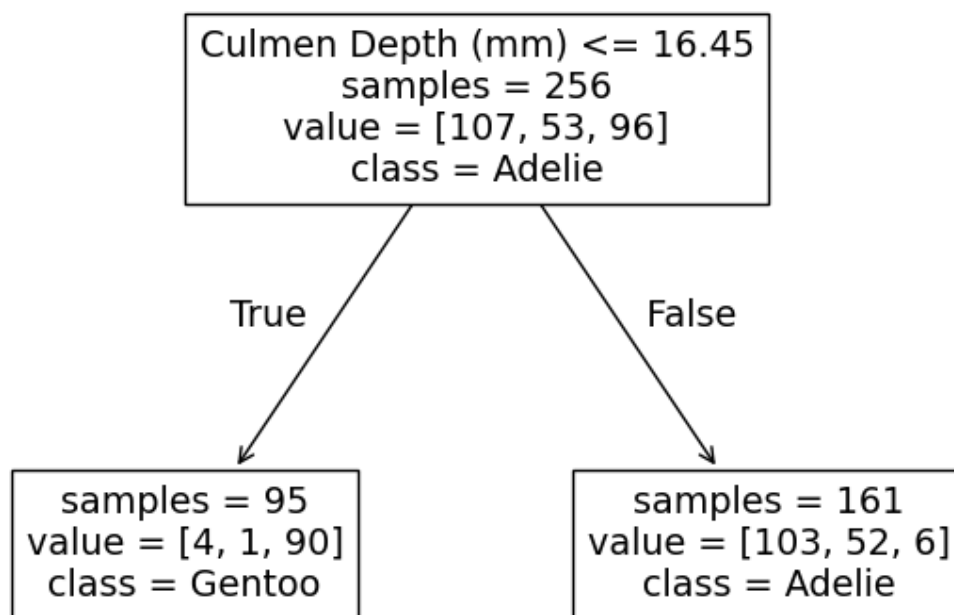 Culmen Depth (mm) <= 16.45
samples = 256
value = [107, 53, 96]
class = Adelie
True
False
samples = 95
value = [4, 1, 90]
class = Gentoo
samples = 161
value = [103, 52, 6]
class = Adelie